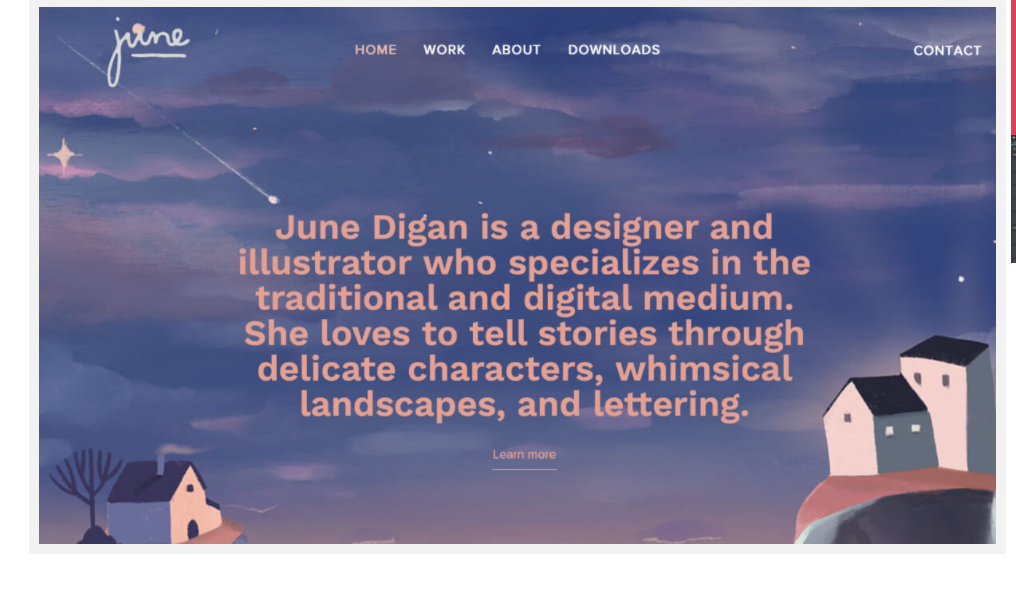 june
HOME WORK ABOUT DOWNLOADS CONTACT
June Digan is a designer and
illustrator who specializes in the
traditional and digital medium.
She loves to tell stories through
delicate characters, whimsical
landscapes, and lettering.
Learn more